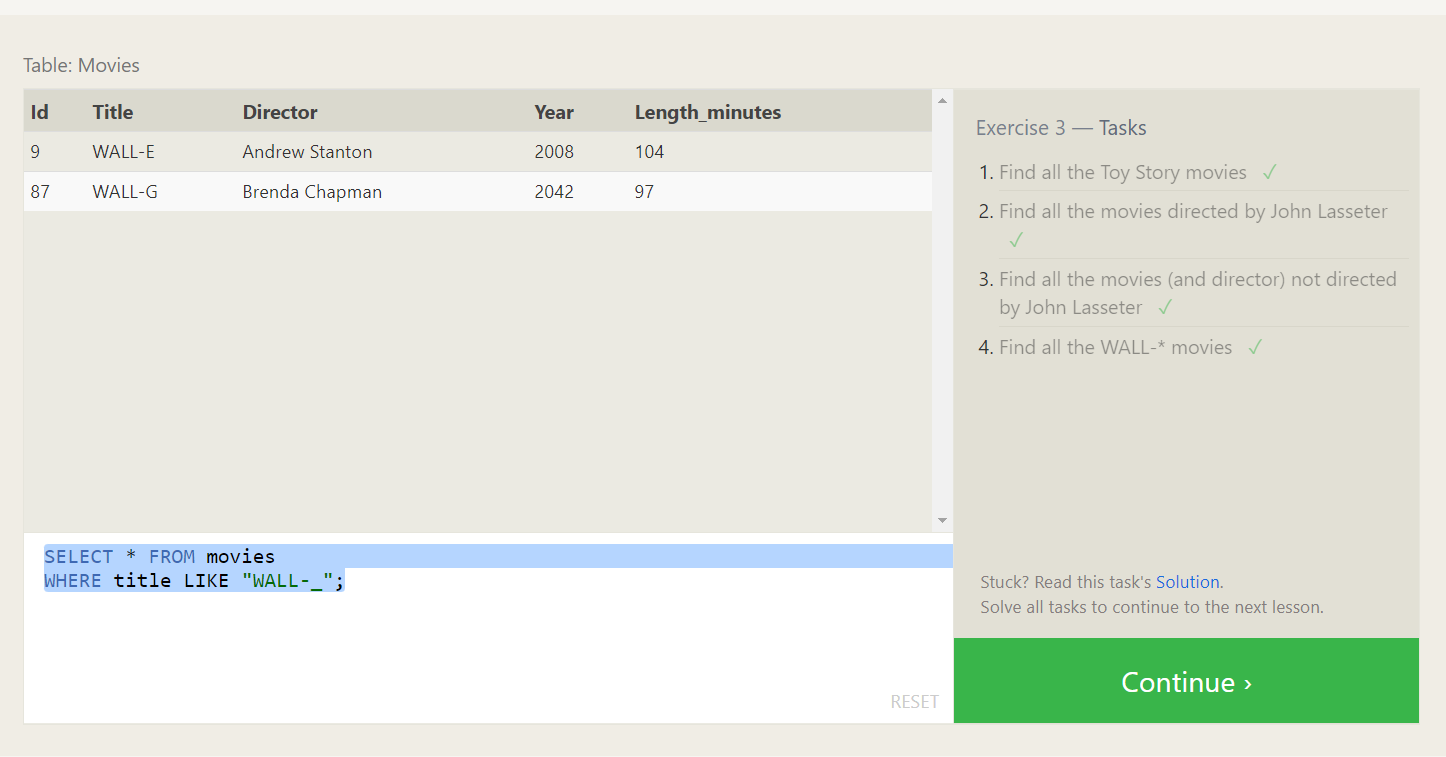 Table: Movies
Id Title Director Year Length_minutes
9 WALL-E Andrew Stanton 2008 104
87 WALL-G Brenda Chapman 2042 97
SELECT * FROM movies
WHERE title LIKE "WALL-_";
RESET
Exercise 3 — Tasks
1. Find all the Toy Story movies ✓
2. Find all the movies directed by John Lasseter
✓
3. Find all the movies (and director) not directed
by John Lasseter ✓
4. Find all the WALL-* movies ✓
Stuck? Read this task's Solution.
Solve all tasks to continue to the next lesson.
Continue ›